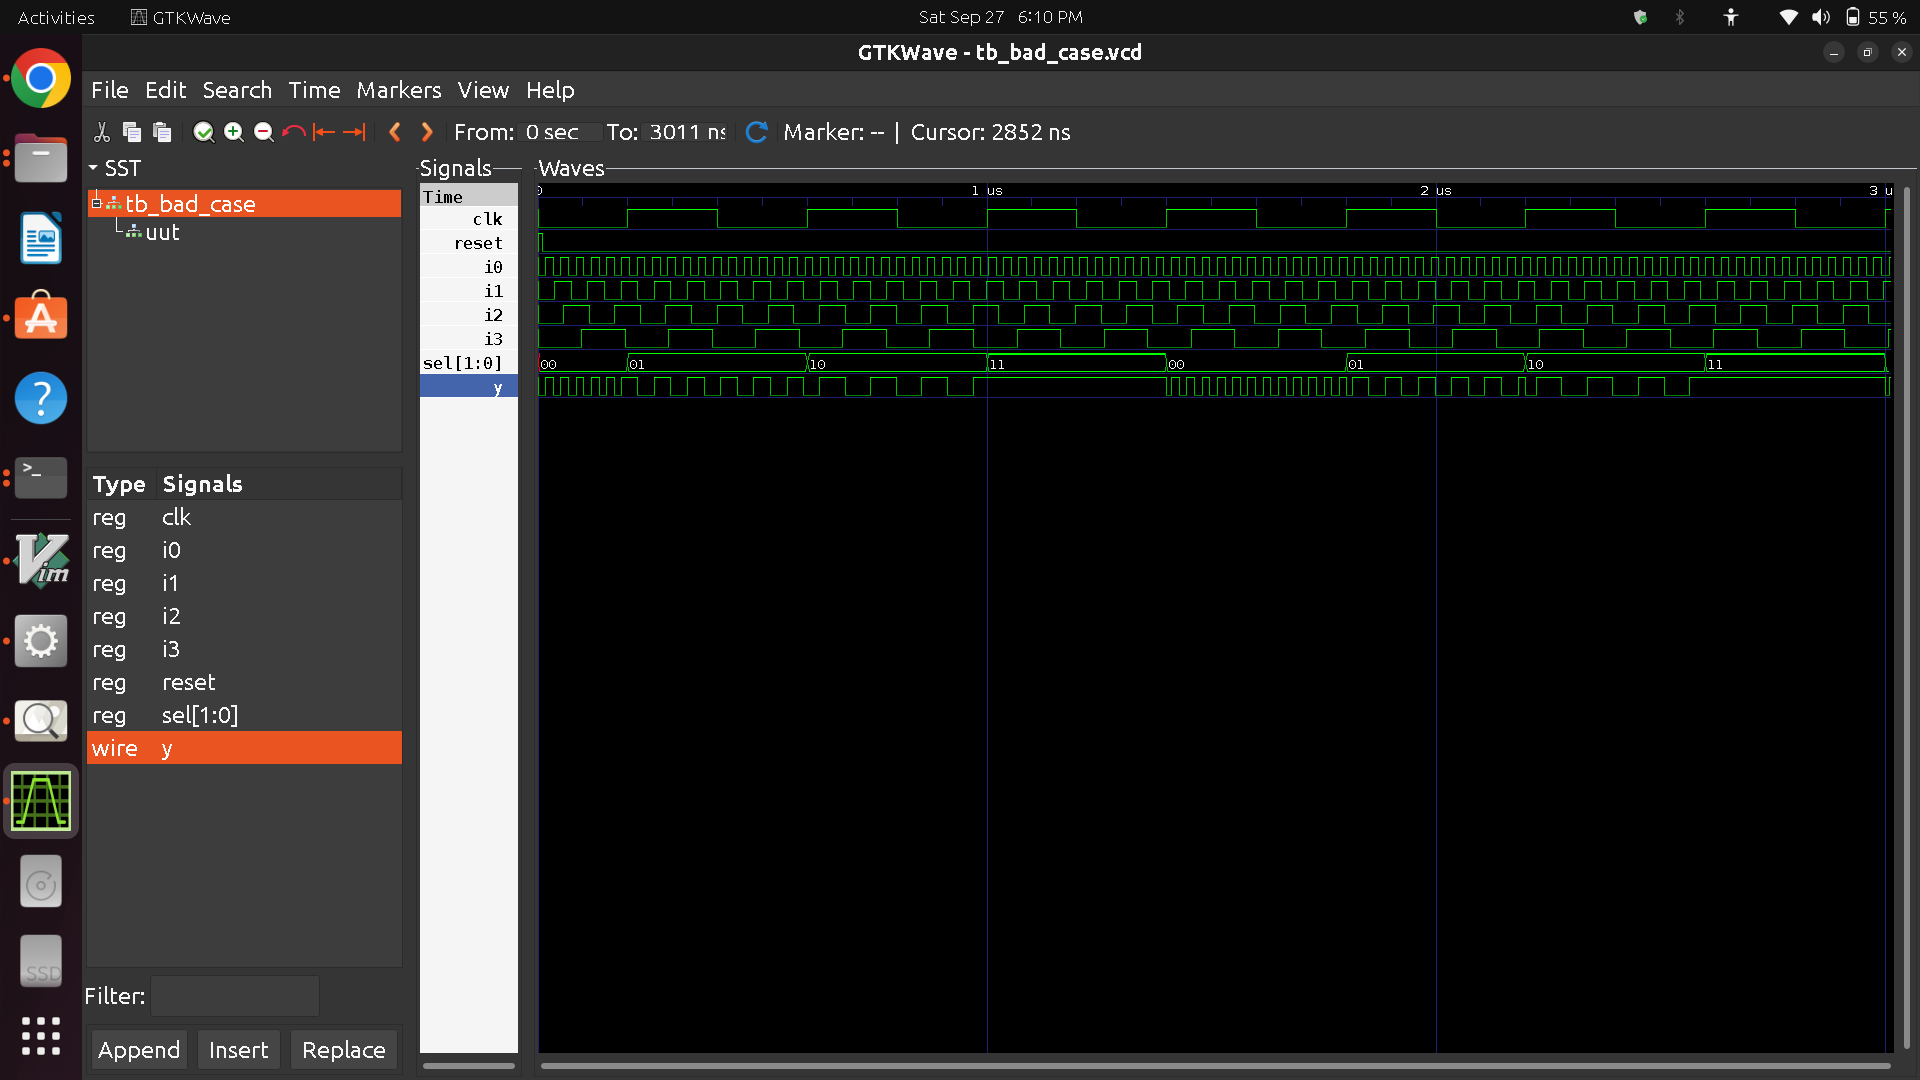 Activities GTKWave Sat Sep 27 6:10 PM 55 %
GTKWave - tb_bad_case.vcd
File Edit Search Time Markers View Help
From: 0 sec To: 3011 ns Marker: -- | Cursor: 2852 ns
SST
tb_bad_case
uut
Type Signals
reg clk
reg i0
reg i1
reg i2
reg i3
reg reset
reg sel[1:0]
wire y
Filter:
Append Insert Replace
Signals
Time
clk
reset
i0
i1
i2
i3
sel[1:0]
y
Waves
0 1 us 2 us 3 u
00 01 10 11 00 01 10 11
>_
Vim
?
SSD